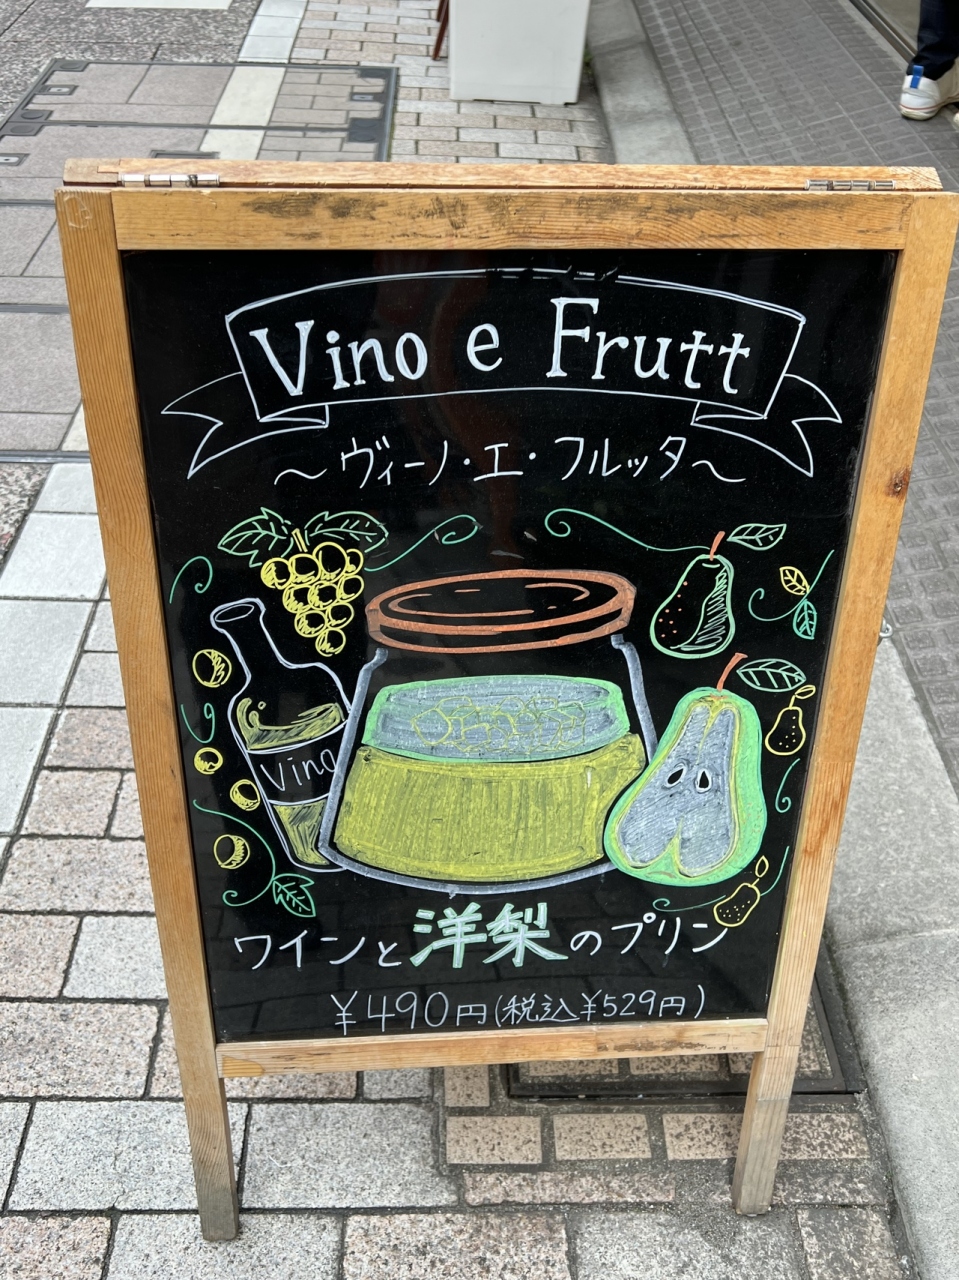 Vino e Frutt
～ヴィーノ・エ・フルッタ～
Vino
ワインと洋梨のプリン
¥490円(税込¥529円)